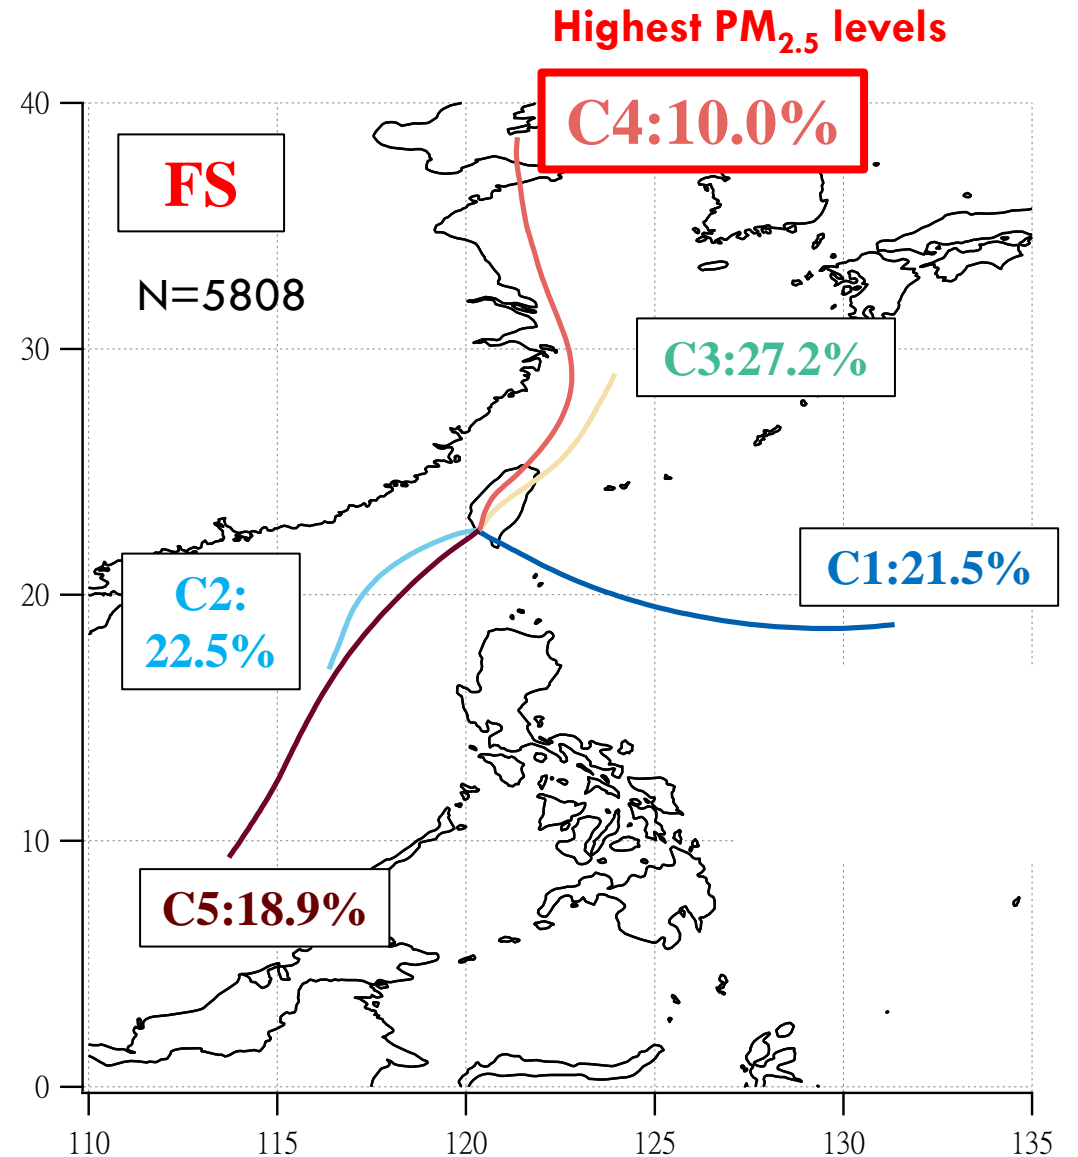 Highest PM2.5 levels
C4:10.0%
FS
N=5808
C3:27.2%
C1:21.5%
C2:
22.5%
C5:18.9%
40
30
20
10
0
110 115 120 125 130 135